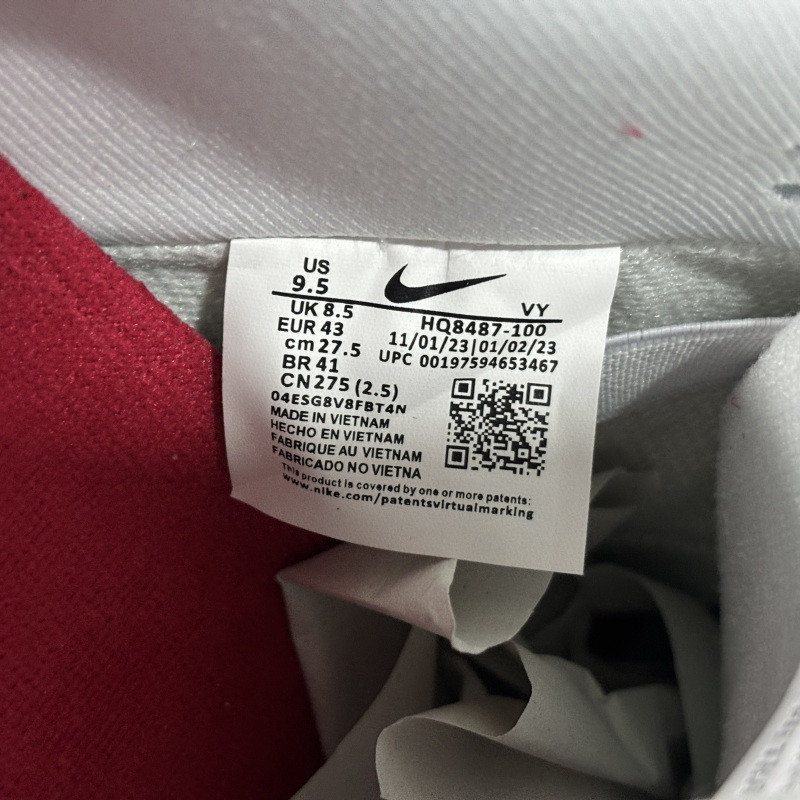 US
9.5
VY
UK 8.5
HQ8487-100
EUR 43
11/01/23|01/02/23
cm 27.5
UPC 00197594653467
BR 41
CN 275 (2.5)
04ESG8V8FBT4N
MADE IN VIETNAM
HECHO EN VIETNAM
FABRIQUE AU VIETNAM
FABRICADO NO VIETNA
This product is covered by one or more patents:
www.nike.com/patentsvirtualmarking